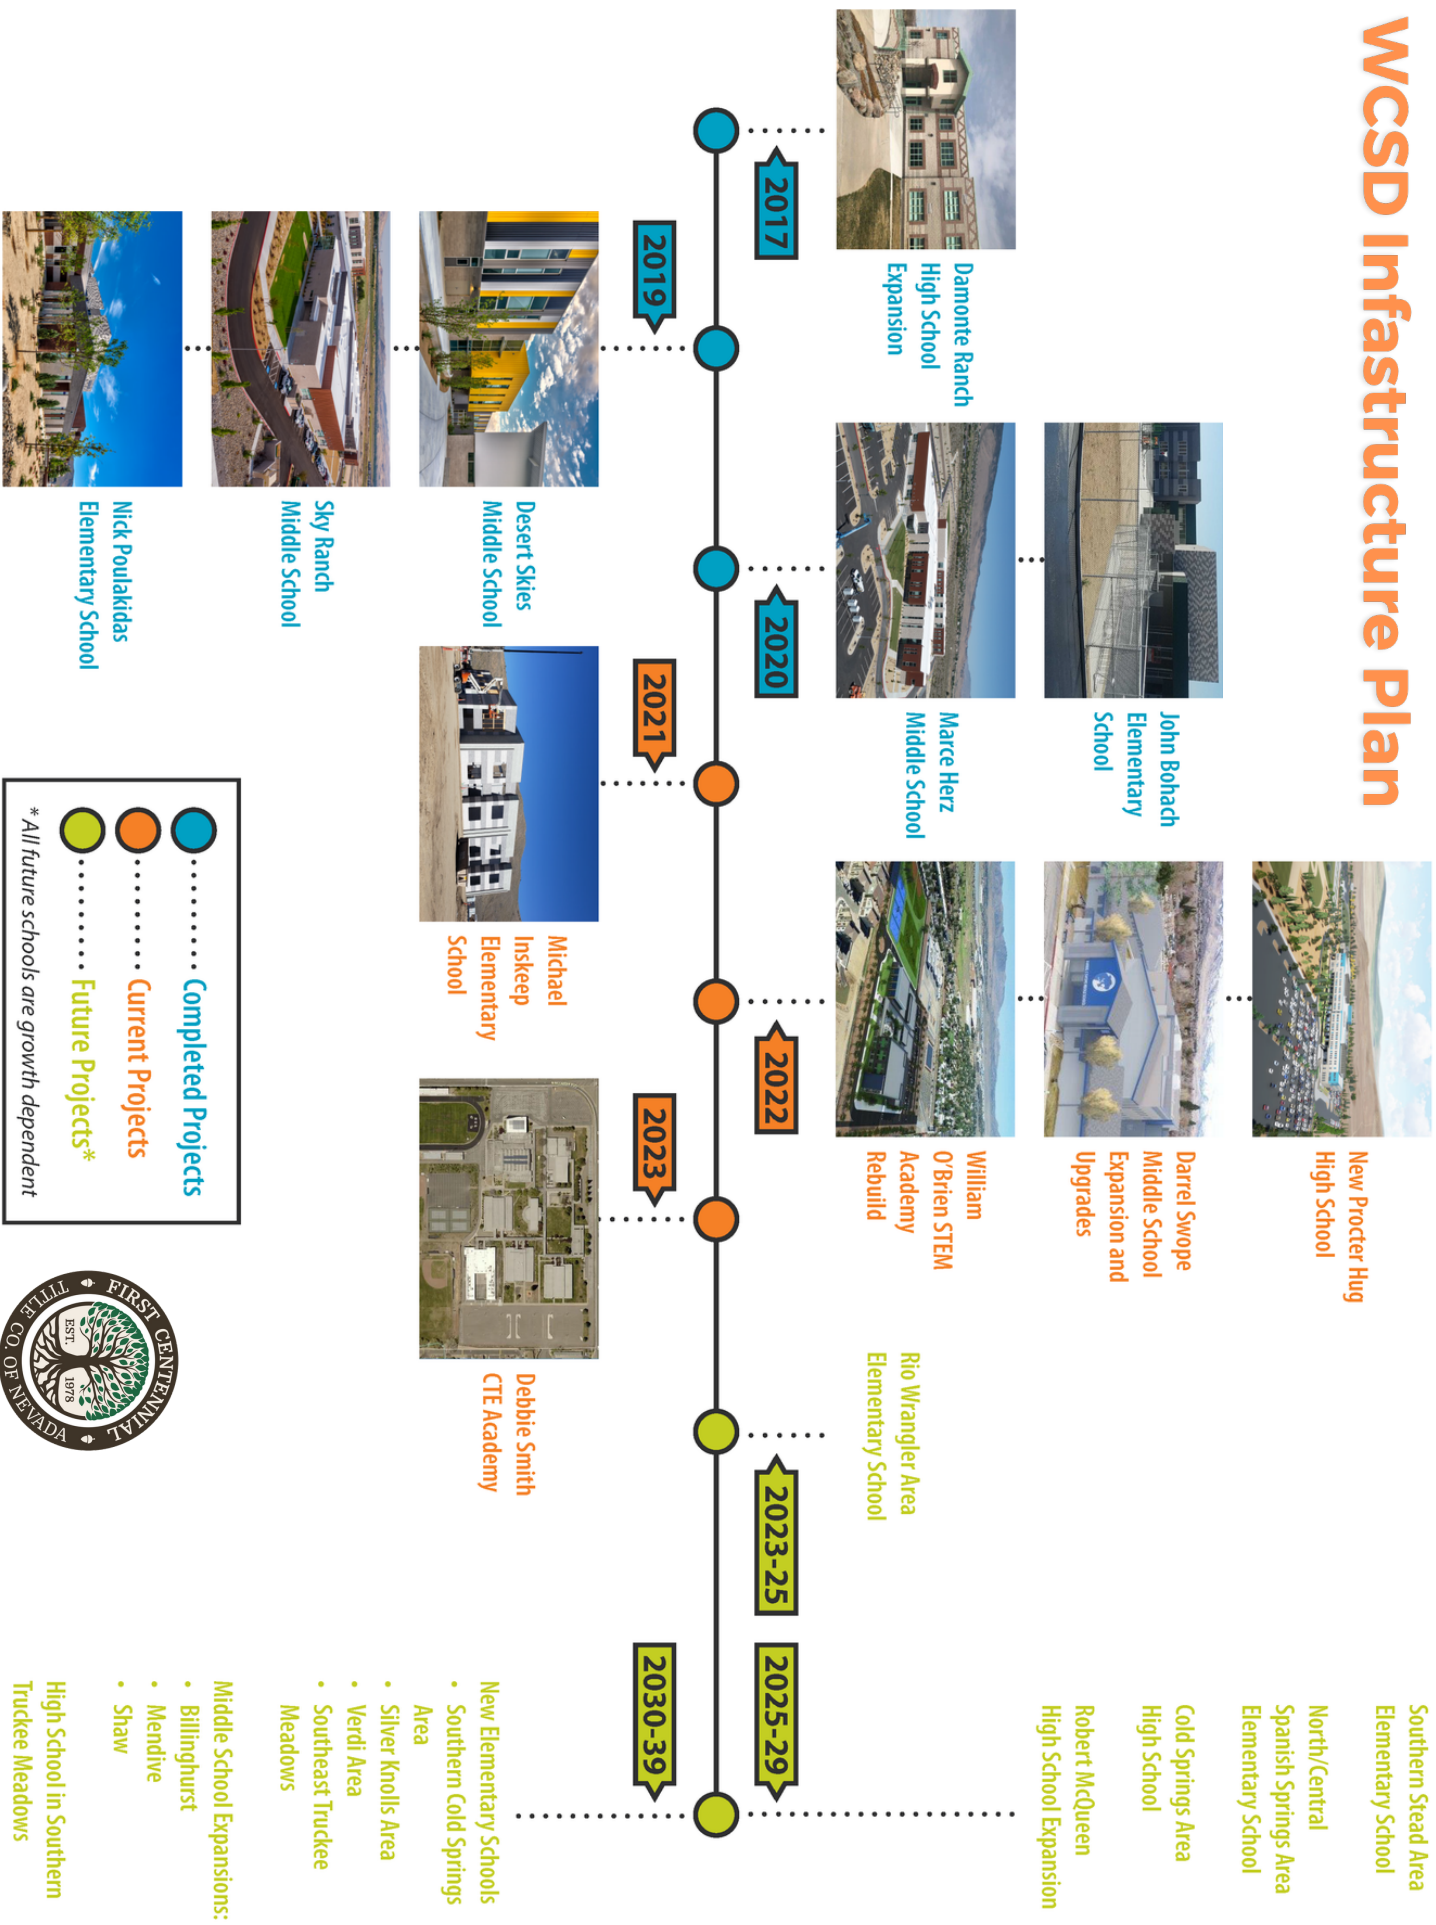 WCSD Infastructure Plan
2017
Damonte Ranch
High School
Expansion
2019
Desert Skies
Middle School
Sky Ranch
Middle School
Nick Poulakidas
Elementary School
2020
John Bohach
Elementary
School
Marce Herz
Middle School
2021
Michael
Inskeep
Elementary
School
2022
New Procter Hug
High School
Darrel Swope
Middle School
Expansion and
Upgrades
William
O'Brien STEM
Academy
Rebuild
2023
Debbie Smith
CTE Academy
2023-25
Rio Wrangler Area
Elementary School
2025-29
Southern Stead Area
Elementary School
North/Central
Spanish Springs Area
Elementary School
Cold Springs Area
High School
Robert McQueen
High School Expansion
2030-39
New Elementary Schools
• Southern Cold Springs
Area
• Silver Knolls Area
• Verdi Area
• Southeast Truckee
Meadows
Middle School Expansions:
• Billinghurst
• Mendive
• Shaw
High School in Southern
Truckee Meadows
Completed Projects
Current Projects
Future Projects*
* All future schools are growth dependent
FIRST CENTENNIAL
TITLE CO. OF NEVADA
EST. 1978